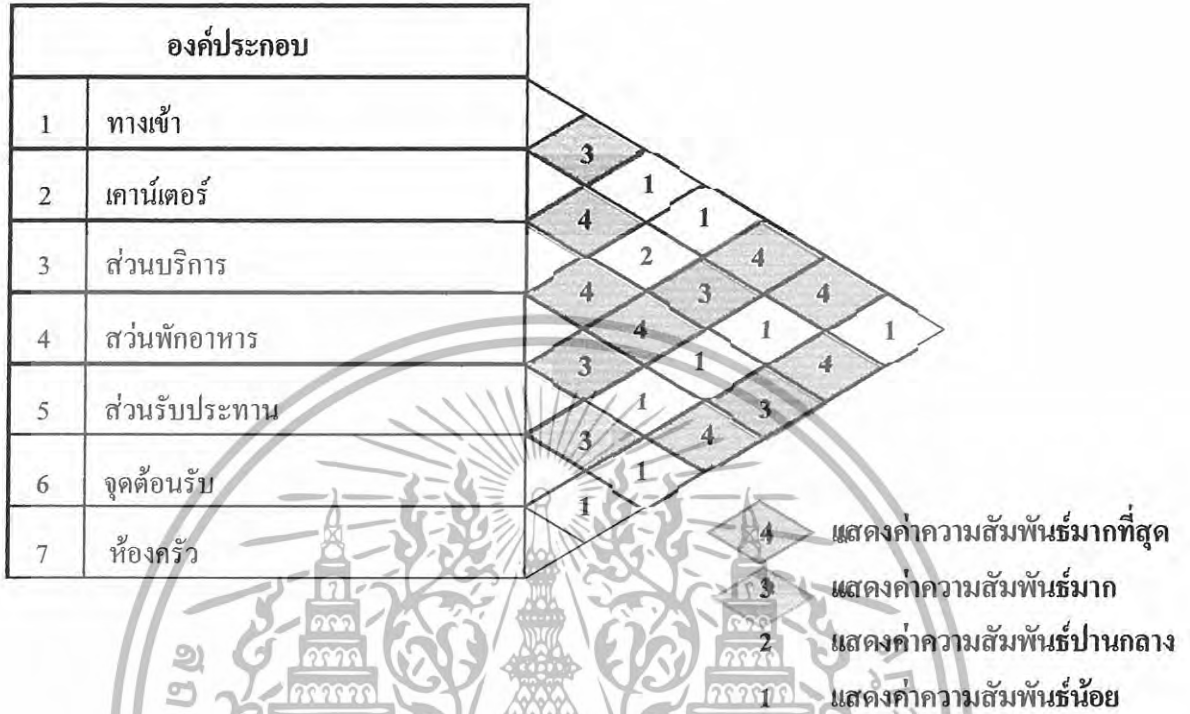 องค์ประกอบ
1 ทางเข้า
3
1
2 เคาน์เตอร์
4 1
2 4
3 ส่วนบริการ
4 3 4
4 1 1
4 สว่นพักอาหาร
3 1 4
1 3
5 ส่วนรับประทาน
3 4
1
6 จุดต้อนรับ
1
7 ห้องครัว
4 แสดงค่าความสัมพันธ์มากที่สุด
3 แสดงค่าความสัมพันธ์มาก
2 แสดงค่าความสัมพันธ์ปานกลาง
1 แสดงค่าความสัมพันธ์น้อย